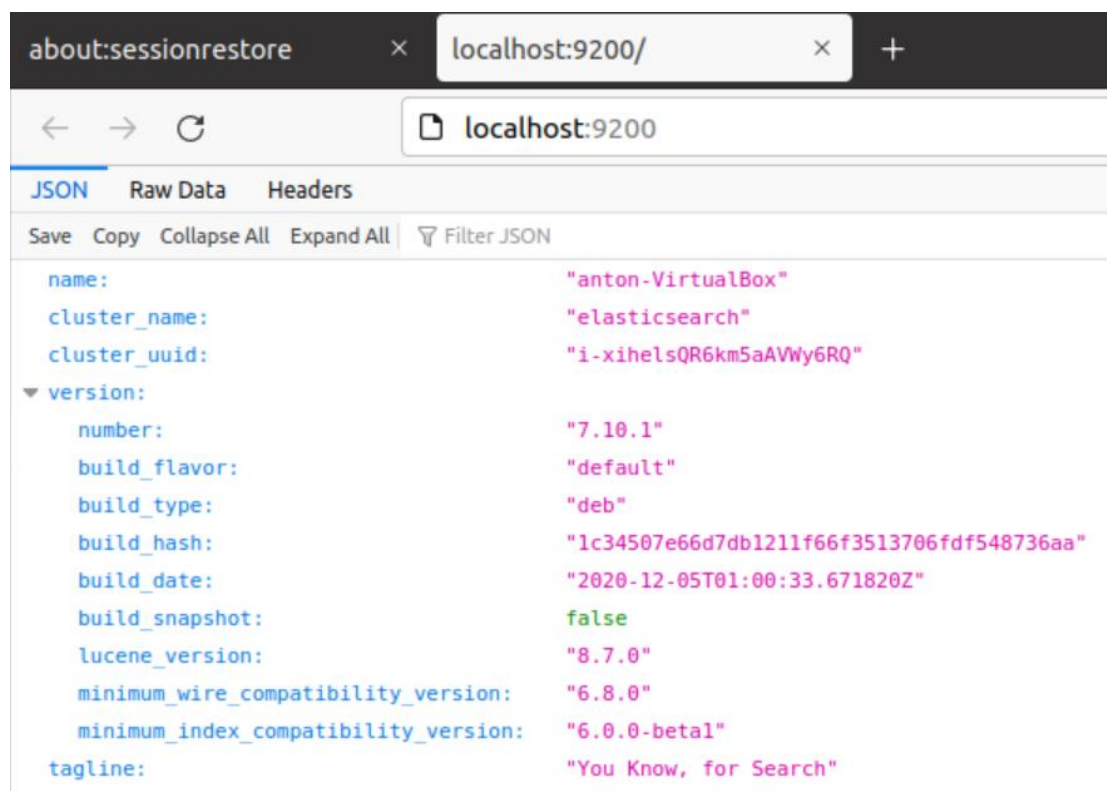 about:sessionrestore × localhost:9200/ × +
localhost:9200
JSON Raw Data Headers
Save Copy Collapse All Expand All Filter JSON
name: "anton-VirtualBox"
cluster_name: "elasticsearch"
cluster_uuid: "i-xihelsQR6km5aAVWy6RQ"
version:
number: "7.10.1"
build_flavor: "default"
build_type: "deb"
build_hash: "1c34507e66d7db1211f66f3513706fdf548736aa"
build_date: "2020-12-05T01:00:33.671820Z"
build_snapshot: false
lucene_version: "8.7.0"
minimum_wire_compatibility_version: "6.8.0"
minimum_index_compatibility_version: "6.0.0-beta1"
tagline: "You Know, for Search"